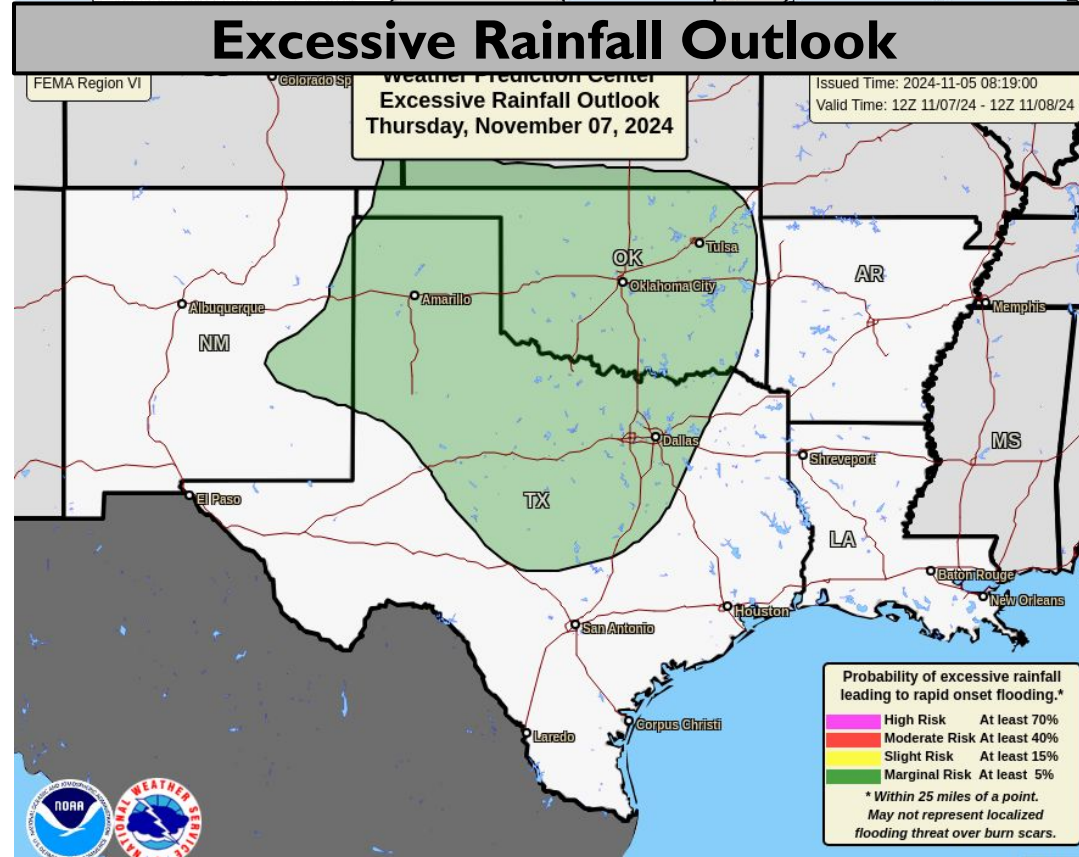 Excessive Rainfall Outlook
FEMA Region VI
Colorado Sp
Weather Prediction Center
Excessive Rainfall Outlook
Thursday, November 07, 2024
Issued Time: 2024-11-05 08:19:00
Valid Time: 12Z 11/07/24 - 12Z 11/08/24
Tulsa
OK
Oklahoma City
AR
Amarillo
Albuquerque
Memphis
NM
Dallas
MS
Shreveport
El Paso
TX
LA
Baton Rouge
New Orleans
Houston
San Antonio
Corpus Christi
Laredo
Probability of excessive rainfall
leading to rapid onset flooding.*
High Risk At least 70%
Moderate Risk At least 40%
Slight Risk At least 15%
Marginal Risk At least 5%
* Within 25 miles of a point.
May not represent localized
flooding threat over burn scars.
NOAA
NATIONAL WEATHER SERVICE